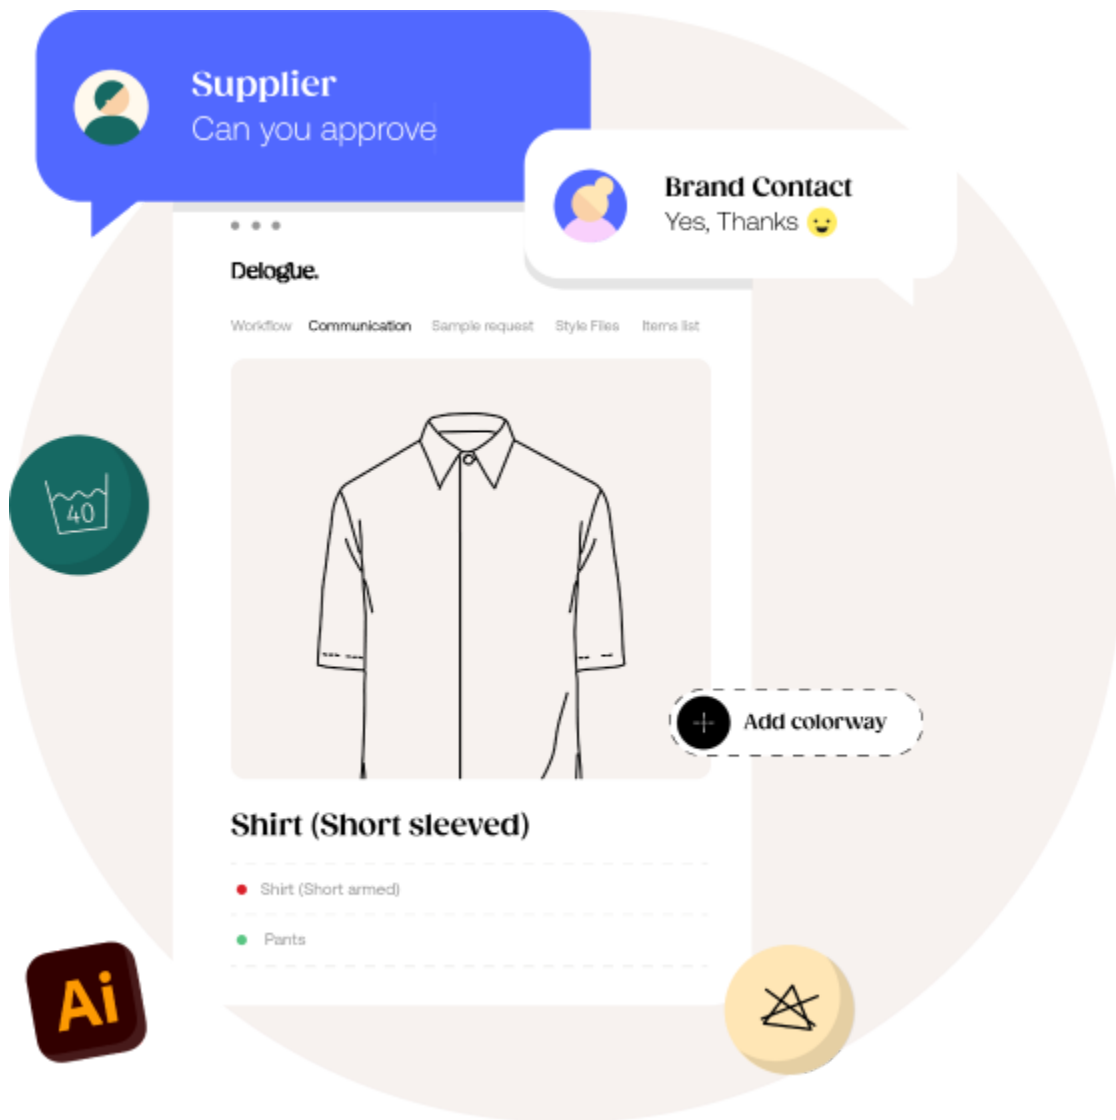 Supplier
Can you approve
Brand Contact
Yes, Thanks
Delogue.
Workflow Communication Sample request Style Files Items list
40
Add colorway
Shirt (Short sleeved)
Shirt (Short armed)
Pants
Ai